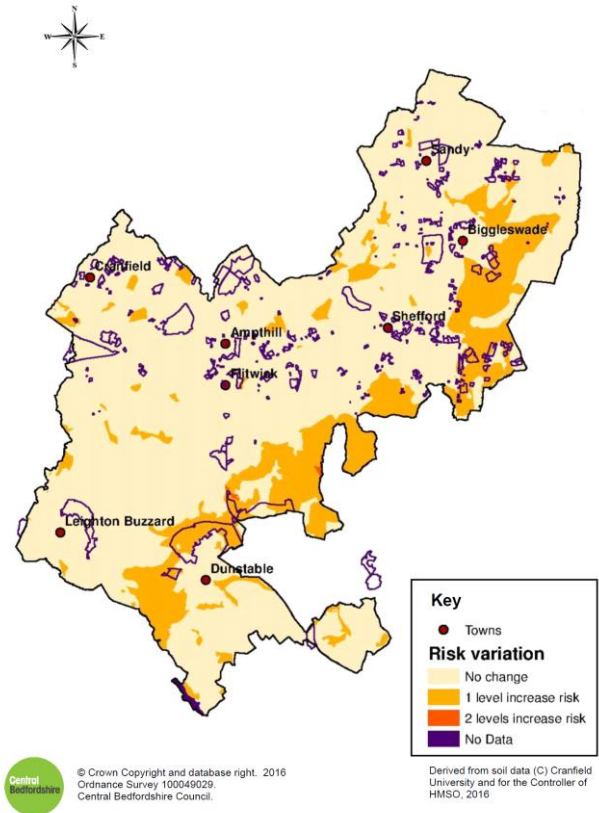 N
W E
S
Sandy
Biggleswade
Cranfield
Shefford
Ampthill
Flitwick
Leighton Buzzard
Dunstable
Key
Towns
Risk variation
No change
1 level increase risk
2 levels increase risk
No Data
Central
Bedfordshire
© Crown Copyright and database right. 2016
Ordnance Survey 100049029.
Central Bedfordshire Council.
Derived from soil data (C) Cranfield
University and for the Controller of
HMSO, 2016